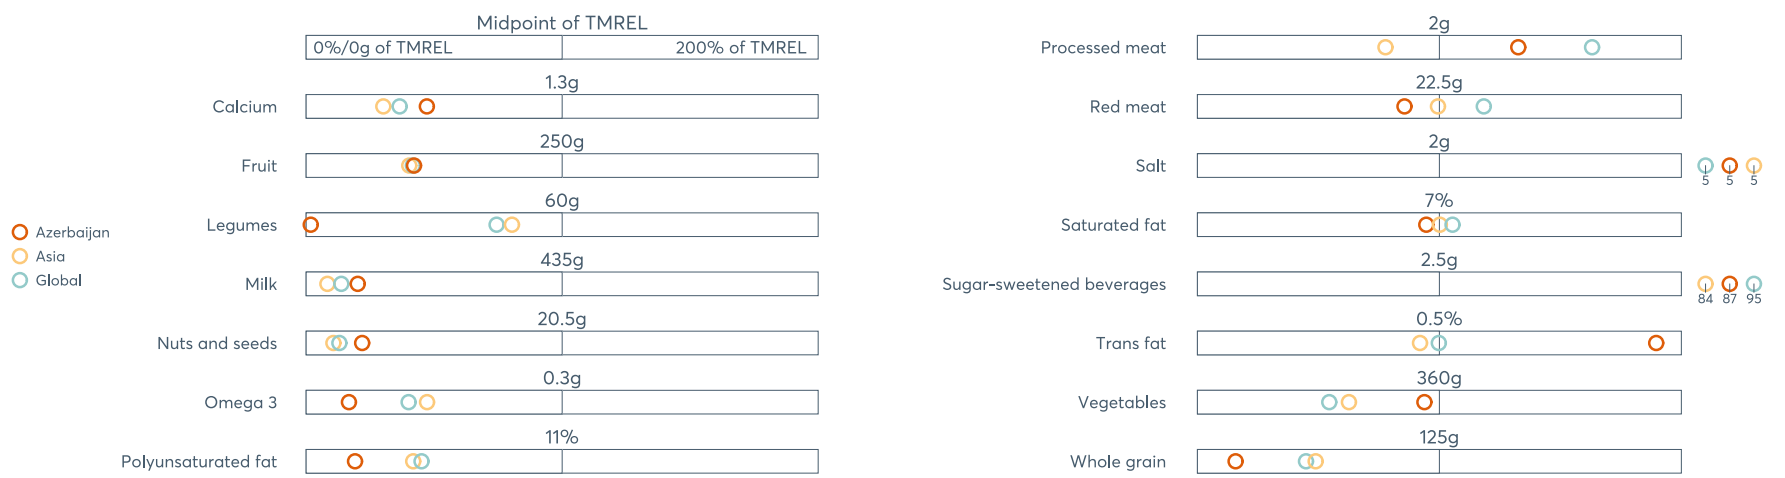 Midpoint of TMREL
0%/0g of TMREL 200% of TMREL
1.3g
Calcium
250g
Fruit
60g
Legumes
435g
Milk
20.5g
Nuts and seeds
0.3g
Omega 3
11%
Polyunsaturated fat
Azerbaijan
Asia
Global
2g
Processed meat
22.5g
Red meat
2g
Salt
5 5 5
7%
Saturated fat
2.5g
Sugar-sweetened beverages
84 87 95
0.5%
Trans fat
360g
Vegetables
125g
Whole grain